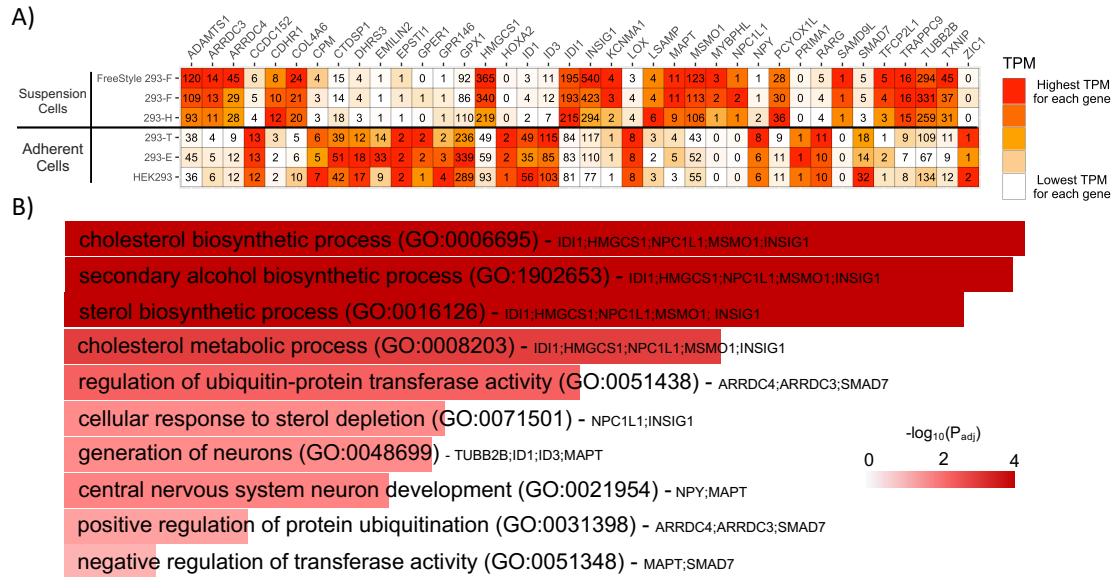 A)
ADAMTS1 ARRDC3 ARRDC4 CCDC152 CDHR1 COL4A6 CPM CTDSP1 DHRS3 EMILIN2 EPSTI1 GPER1 GPR146 GPX1 HMGCS1 HOXA2 ID1 ID3 IDI1 INSIG1 KCNMA1 LOX LSAMP MAPT MSMO1 MYBPHL NPC1L1 NPY PCYOX1L PRIMA1 RARG SAMD9L SMAD7 TFCP2L1 TRAPPC9 TUBB2B TXNIP ZIC1
Suspension
Cells
FreeStyle 293-F 120 14 45 6 8 24 4 15 4 1 1 0 1 92 365 0 3 11 195 540 4 3 4 11 123 3 1 1 28 0 4 1 5 5 16 294 45 0
293-F 109 13 29 5 10 21 3 14 4 1 1 1 1 86 340 0 4 12 193 423 3 0 4 11 113 2 2 1 30 0 5 1 4 4 16 331 37 0
293-H 93 11 28 4 12 20 3 18 4 3 1 0 1 110 219 0 2 7 215 294 2 4 6 9 106 1 1 2 36 0 4 1 3 3 15 259 31 0
Adherent
Cells
293-T 38 4 9 13 3 5 6 39 12 14 2 2 2 236 49 2 49 115 84 117 1 8 3 4 52 0 0 8 9 1 11 0 18 1 9 109 11 1
293-E 45 5 12 13 2 6 5 51 18 33 2 2 3 339 59 2 35 85 83 110 1 8 2 5 43 0 0 6 7 1 10 0 14 2 7 67 9 1
HEK293 36 6 12 12 2 10 7 42 17 9 2 1 4 289 93 1 56 103 81 77 1 8 3 3 55 0 0 6 11 1 10 0 32 1 8 134 12 2
TPM
Highest TPM
for each gene
Lowest TPM
for each gene
B)
cholesterol biosynthetic process (GO:0006695) - IDI1;HMGCS1;NPC1L1;MSMO1;INSIG1
secondary alcohol biosynthetic process (GO:1902653) - IDI1;HMGCS1;NPC1L1;MSMO1;INSIG1
sterol biosynthetic process (GO:0016126) - IDI1;HMGCS1;NPC1L1;MSMO1; INSIG1
cholesterol metabolic process (GO:0008203) - IDI1;HMGCS1;NPC1L1;MSMO1;INSIG1
regulation of ubiquitin-protein transferase activity (GO:0051438) - ARRDC4;ARRDC3;SMAD7
cellular response to sterol depletion (GO:0071501) - NPC1L1;INSIG1
generation of neurons (GO:0048699) - TUBB2B;ID1;ID3;MAPT
central nervous system neuron development (GO:0021954) - NPY;MAPT
positive regulation of protein ubiquitination (GO:0031398) - ARRDC4;ARRDC3;SMAD7
negative regulation of transferase activity (GO:0051348) - MAPT;SMAD7
-log10(Padj)
0 2 4